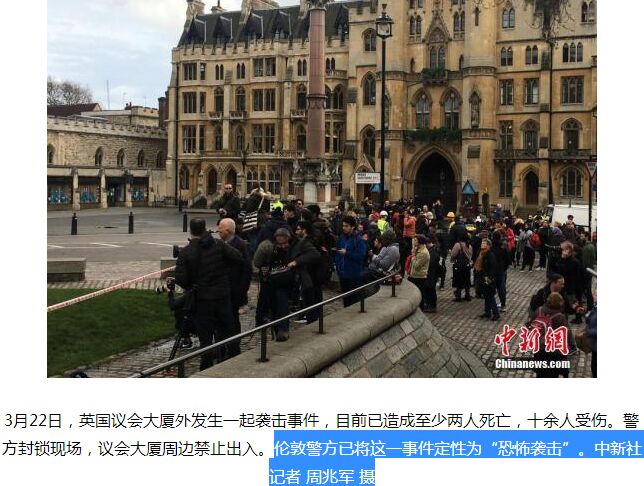 中新网
Chinanews.com
3月22日，英国议会大厦外发生一起袭击事件，目前已造成至少两人死亡，十余人受伤。警
方封锁现场，议会大厦周边禁止出入。伦敦警方已将这一事件定性为“恐怖袭击”。中新社
记者 周兆军 摄